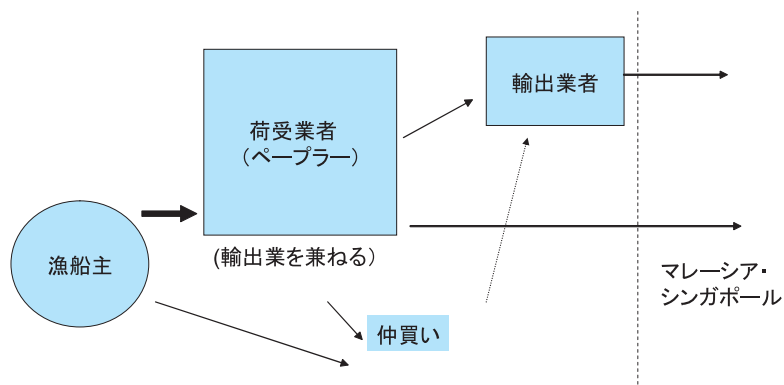 輸出業者
荷受業者
（ペープラー）
(輸出業を兼ねる）
漁船主
仲買い
マレーシア・
シンガポール